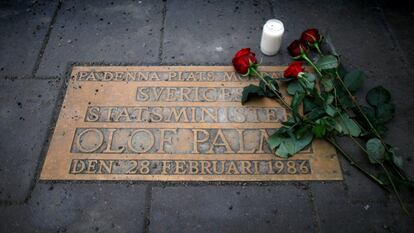 PÅ DENNA PLATS
SVERIGES
STATSMINISTER
OLOF PALME
DEN 28 FEBRUARI 1986